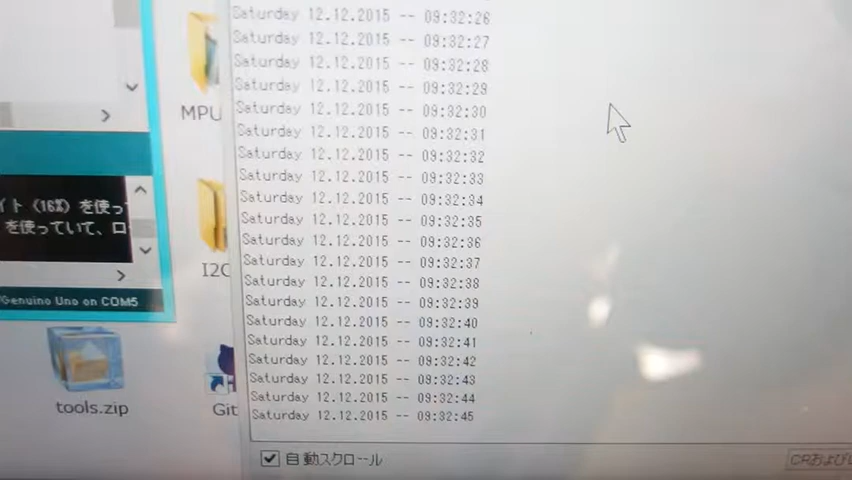 Saturday 12.12.2015 -- 09:32:26
Saturday 12.12.2015 -- 09:32:27
Saturday 12.12.2015 -- 09:32:28
Saturday 12.12.2015 -- 09:32:29
Saturday 12.12.2015 -- 09:32:30
Saturday 12.12.2015 -- 09:32:31
Saturday 12.12.2015 -- 09:32:32
Saturday 12.12.2015 -- 09:32:33
Saturday 12.12.2015 -- 09:32:34
Saturday 12.12.2015 -- 09:32:35
Saturday 12.12.2015 -- 09:32:36
Saturday 12.12.2015 -- 09:32:37
Saturday 12.12.2015 -- 09:32:38
Saturday 12.12.2015 -- 09:32:39
Saturday 12.12.2015 -- 09:32:40
Saturday 12.12.2015 -- 09:32:41
Saturday 12.12.2015 -- 09:32:42
Saturday 12.12.2015 -- 09:32:43
Saturday 12.12.2015 -- 09:32:44
Saturday 12.12.2015 -- 09:32:45
自動スクロール
CRおよび
MPU
I2C
Git
tools.zip
イト（16%）を使っ
を使っていて、ロ
/Genuino Uno on COM5